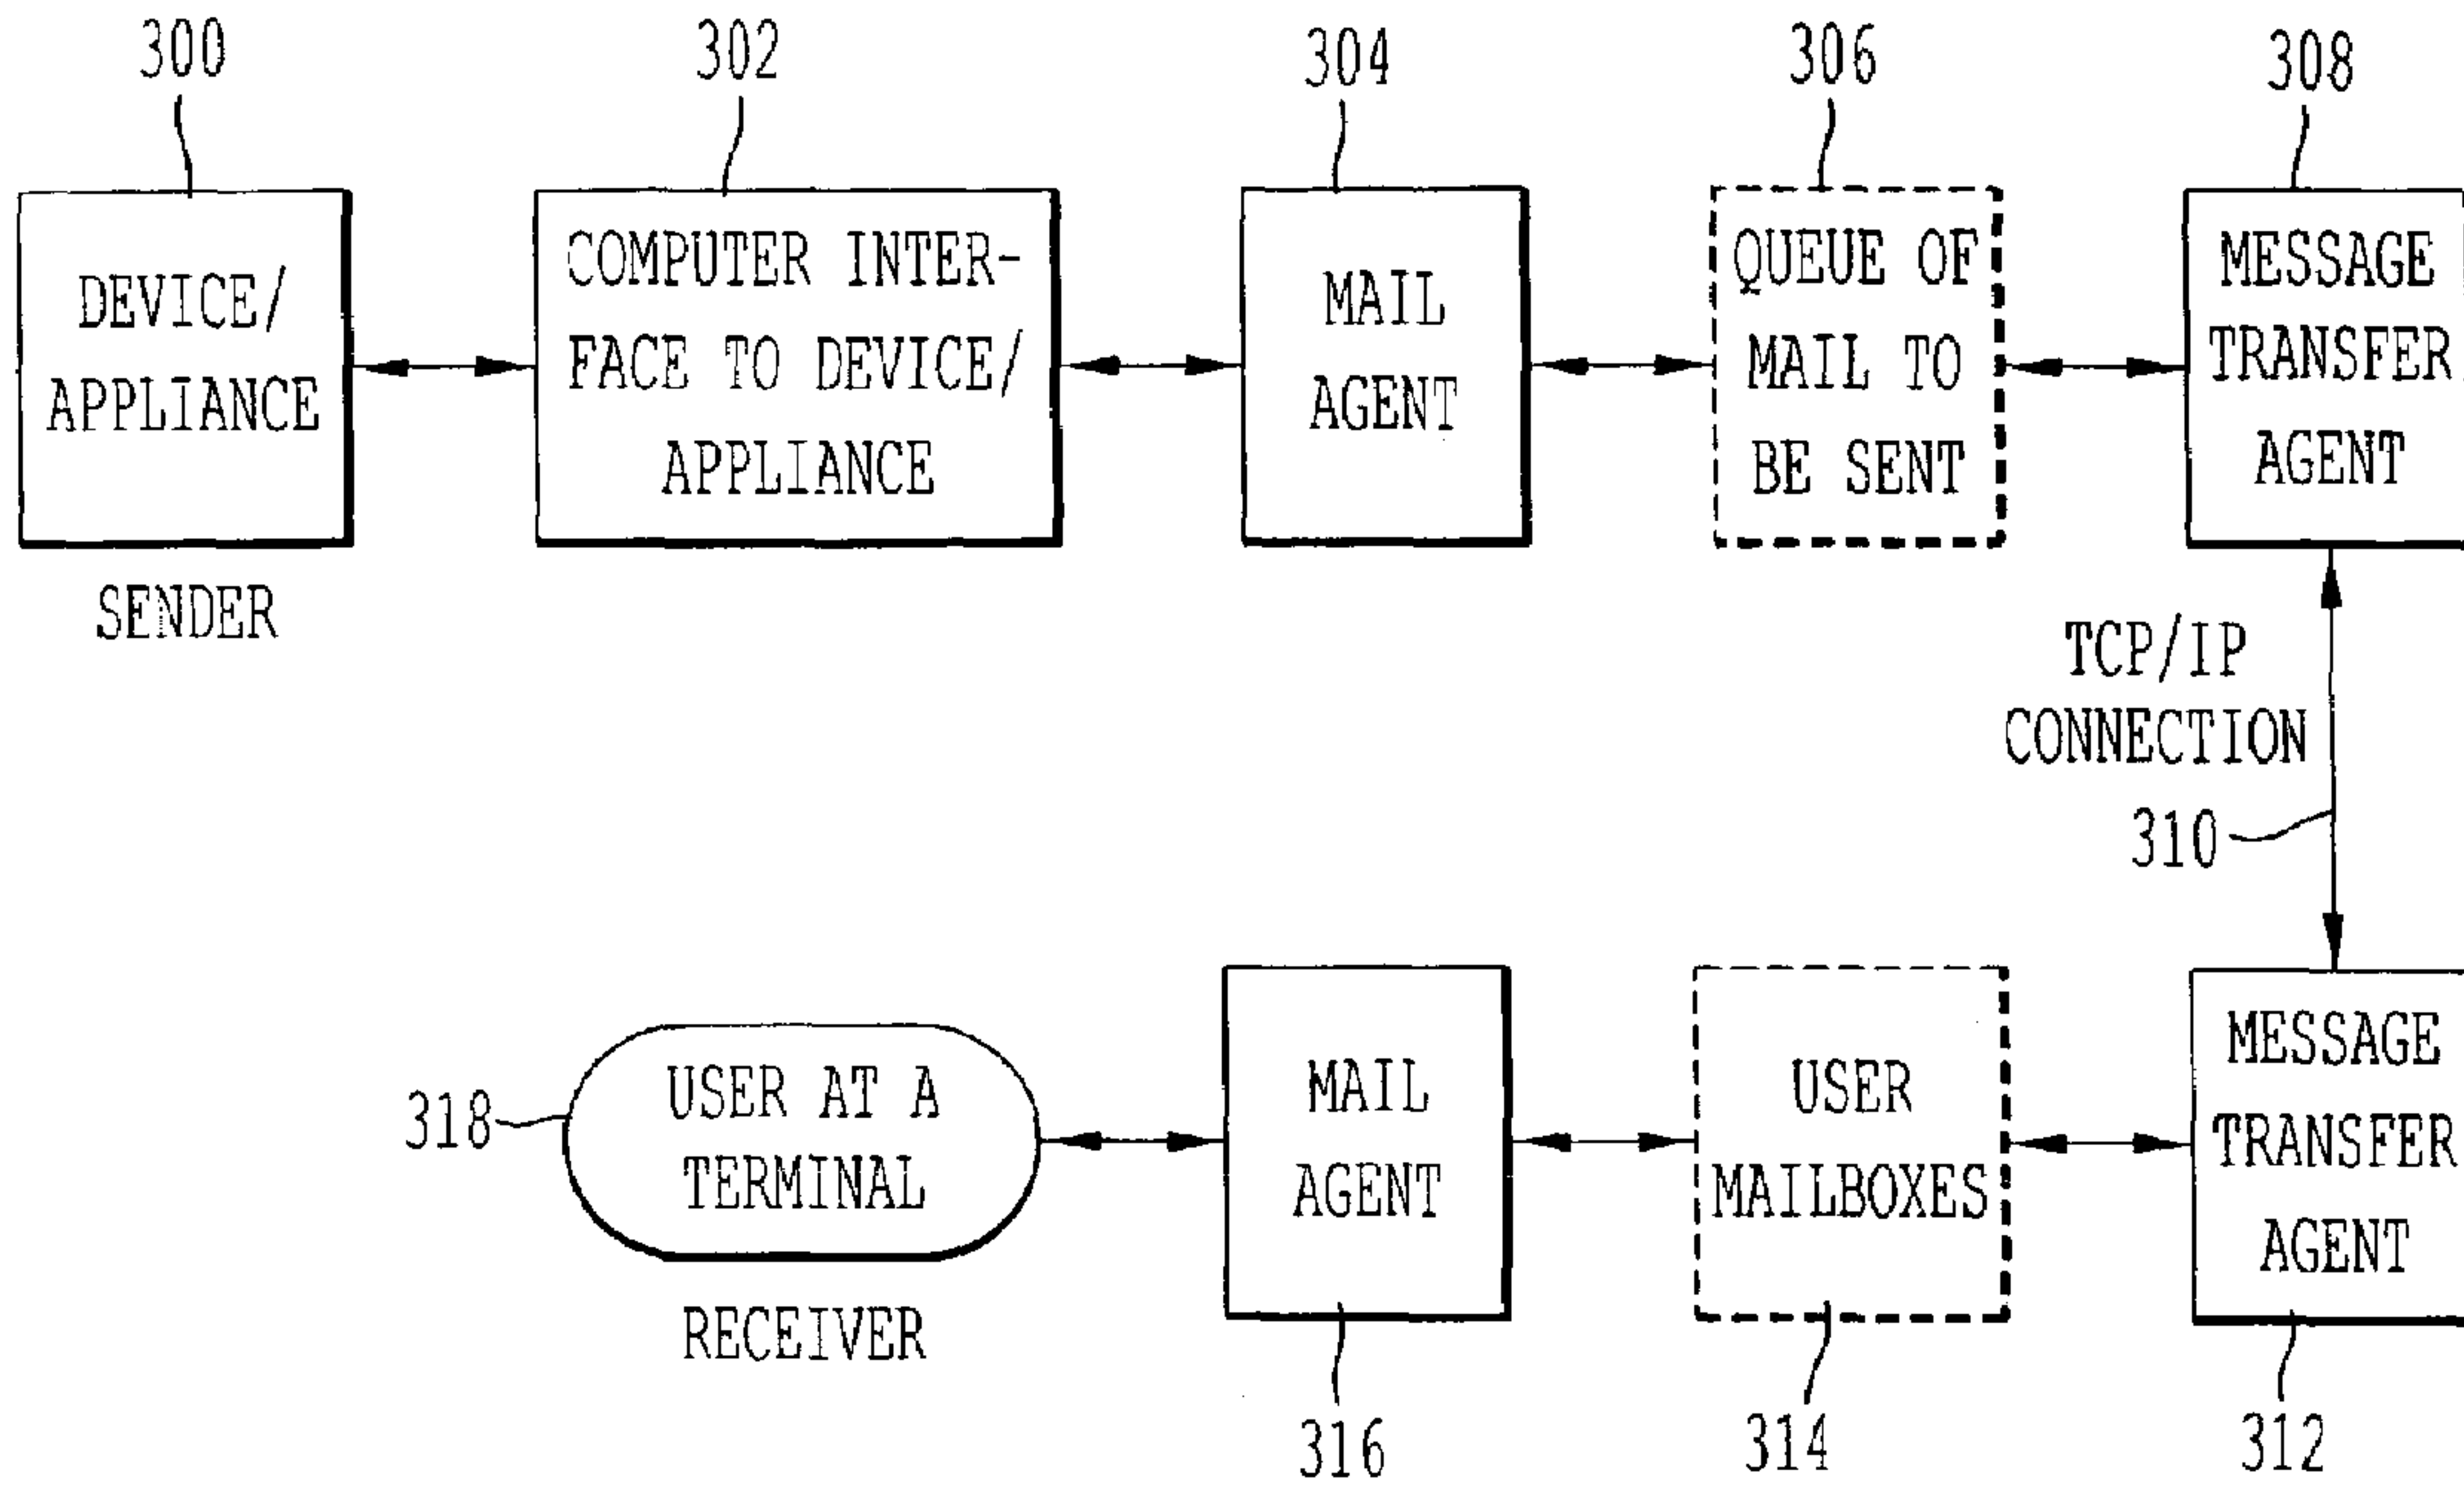 300
302
304
306
308
DEVICE/
APPLIANCE
COMPUTER INTER-
FACE TO DEVICE/
APPLIANCE
MAIL
AGENT
QUEUE OF
MAIL TO
BE SENT
MESSAGE
TRANSFER
AGENT
SENDER
TCP/IP
CONNECTION
310
318
USER AT A
TERMINAL
MAIL
AGENT
USER
MAILBOXES
MESSAGE
TRANSFER
AGENT
RECEIVER
316
314
312